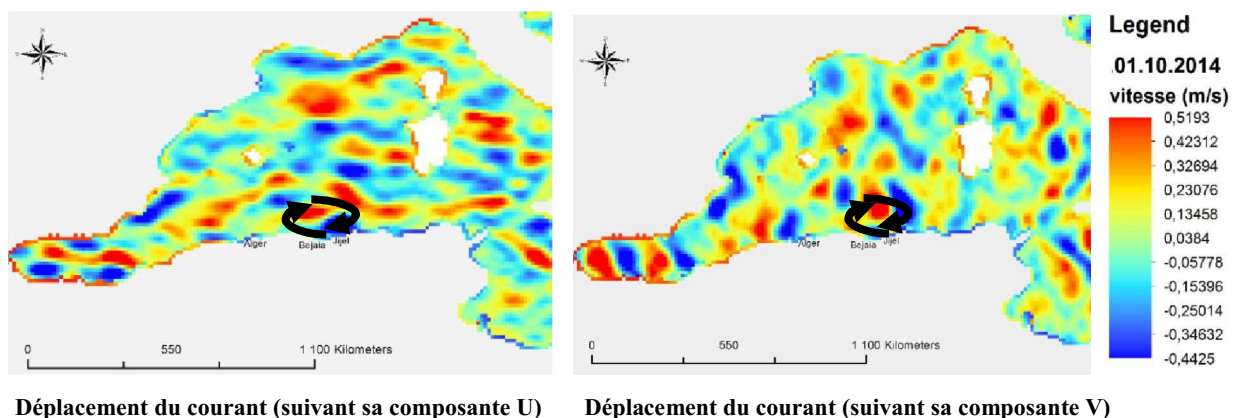 Legend
.01.10.2014
vitesse (m/s)
0,5193
0,42312
0,32694
0,23076
0,13458
0,0384
-0,05778
-0,15396
-0,25014
-0,34632
-0,4425
Alger
Bejaia
Jijel
0
550
1 100 Kilometers
Alger
Bejaia
Jijel
0
550
1 100 Kilometers
Déplacement du courant (suivant sa composante U)
Déplacement du courant (suivant sa composante V)